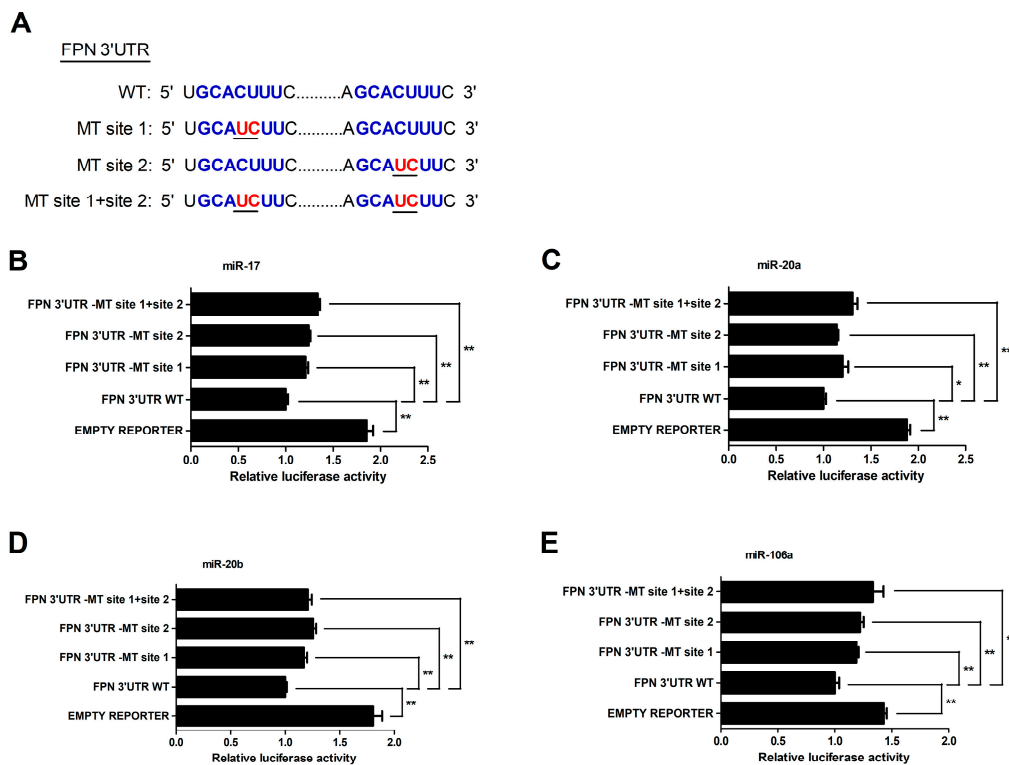 A
FPN 3'UTR
WT: 5' UGCACUUUC.........AGCACUUUC 3'
MT site 1: 5' UGCAUCUUC.........AGCACUUUC 3'
MT site 2: 5' UGCACUUUC.........AGCAUCUUC 3'
MT site 1+site 2: 5' UGCAUCUUC.........AGCAUCUUC 3'
B
miR-17
FPN 3'UTR -MT site 1+site 2
FPN 3'UTR -MT site 2
FPN 3'UTR -MT site 1
FPN 3'UTR WT
EMPTY REPORTER
**
**
**
**
0.0 0.5 1.0 1.5 2.0 2.5
Relative luciferase activity
C
miR-20a
FPN 3'UTR -MT site 1+site 2
FPN 3'UTR -MT site 2
FPN 3'UTR -MT site 1
FPN 3'UTR WT
EMPTY REPORTER
**
**
*
**
0.0 0.5 1.0 1.5 2.0 2.5
Relative luciferase activity
D
miR-20b
FPN 3'UTR -MT site 1+site 2
FPN 3'UTR -MT site 2
FPN 3'UTR -MT site 1
FPN 3'UTR WT
EMPTY REPORTER
**
**
**
**
0.0 0.5 1.0 1.5 2.0
Relative luciferase activity
E
miR-106a
FPN 3'UTR -MT site 1+site 2
FPN 3'UTR -MT site 2
FPN 3'UTR -MT site 1
FPN 3'UTR WT
EMPTY REPORTER
*
**
**
**
0.0 0.5 1.0 1.5 2.0
Relative luciferase activity